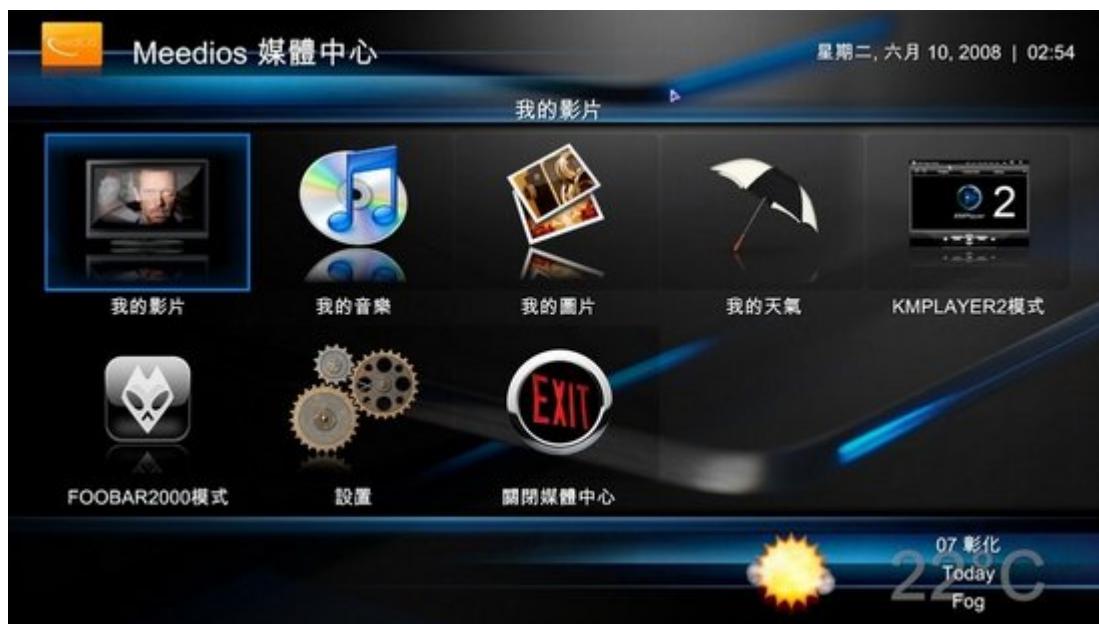 Meedios 媒體中心
星期二, 六月 10, 2008 | 02:54
我的影片
2
我的影片
我的音樂
我的圖片
我的天氣
KMPLAYER2模式
EXIT
FOOBAR2000模式
設置
關閉媒體中心
22°C
07 彰化
Today
Fog